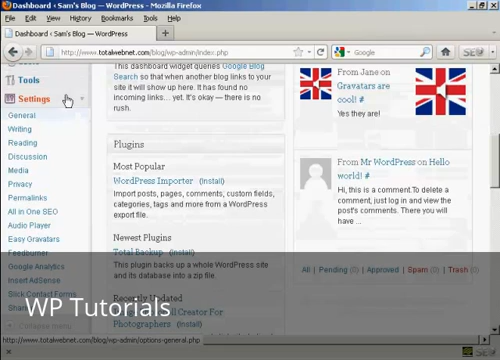 Dashboard ‹ Sam's Blog — WordPress - Mozilla Firefox
File Edit View History Bookmarks Tools Help
Dashboard ‹ Sam's Blog — WordPress
http://www.totalwebnet.com/blog/wp-admin/index.php
Google
Tools
Settings
General
Writing
Reading
Discussion
Media
Privacy
Permalinks
All in One SEO
Audio Player
Easy Gravatars
Feedburner
Google Analytics
Insert AdSense
Slick Contact Forms
Collapse menu
This dashboard widget queries Google Blog
Search so that when another blog links to your
site it will show up here. It has found no
incoming links… yet. It's okay — there is no
rush.
Plugins
Most Popular
WordPress Importer (Install)
Import posts, pages, comments, custom fields,
categories, tags and more from a WordPress
export file.
Newest Plugins
Total Backup (Install)
This plugin backs up a whole WordPress site
and its database into a zip file.
Recently Updated
Call Creator For
Photographers (Install)
From Jane on
Gravatars are
cool! #
Yes they are!
From Mr WordPress on Hello
world! #
Hi, this is a comment.To delete a
comment, just log in and view the
post's comments. There you will
have ...
All | Pending (0) | Approved | Spam (0) | Trash (0)
WP Tutorials
http://www.totalwebnet.com/blog/wp-admin/options-general.php